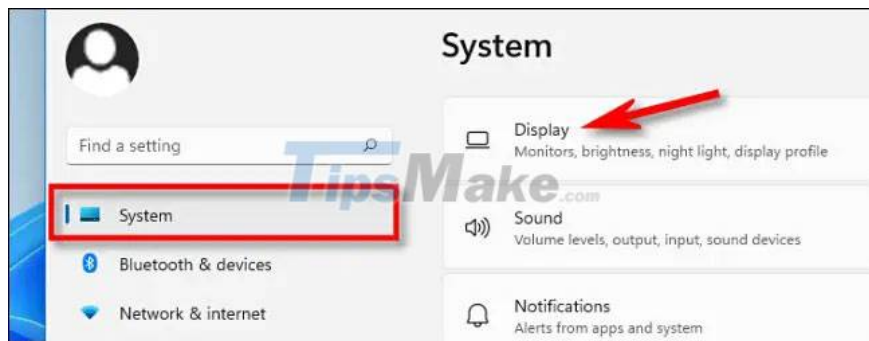 System
Find a setting
Display
Monitors, brightness, night light, display profile
TipsMake.com
System
Sound
Volume levels, output, input, sound devices
Bluetooth & devices
Network & internet
Notifications
Alerts from apps and system